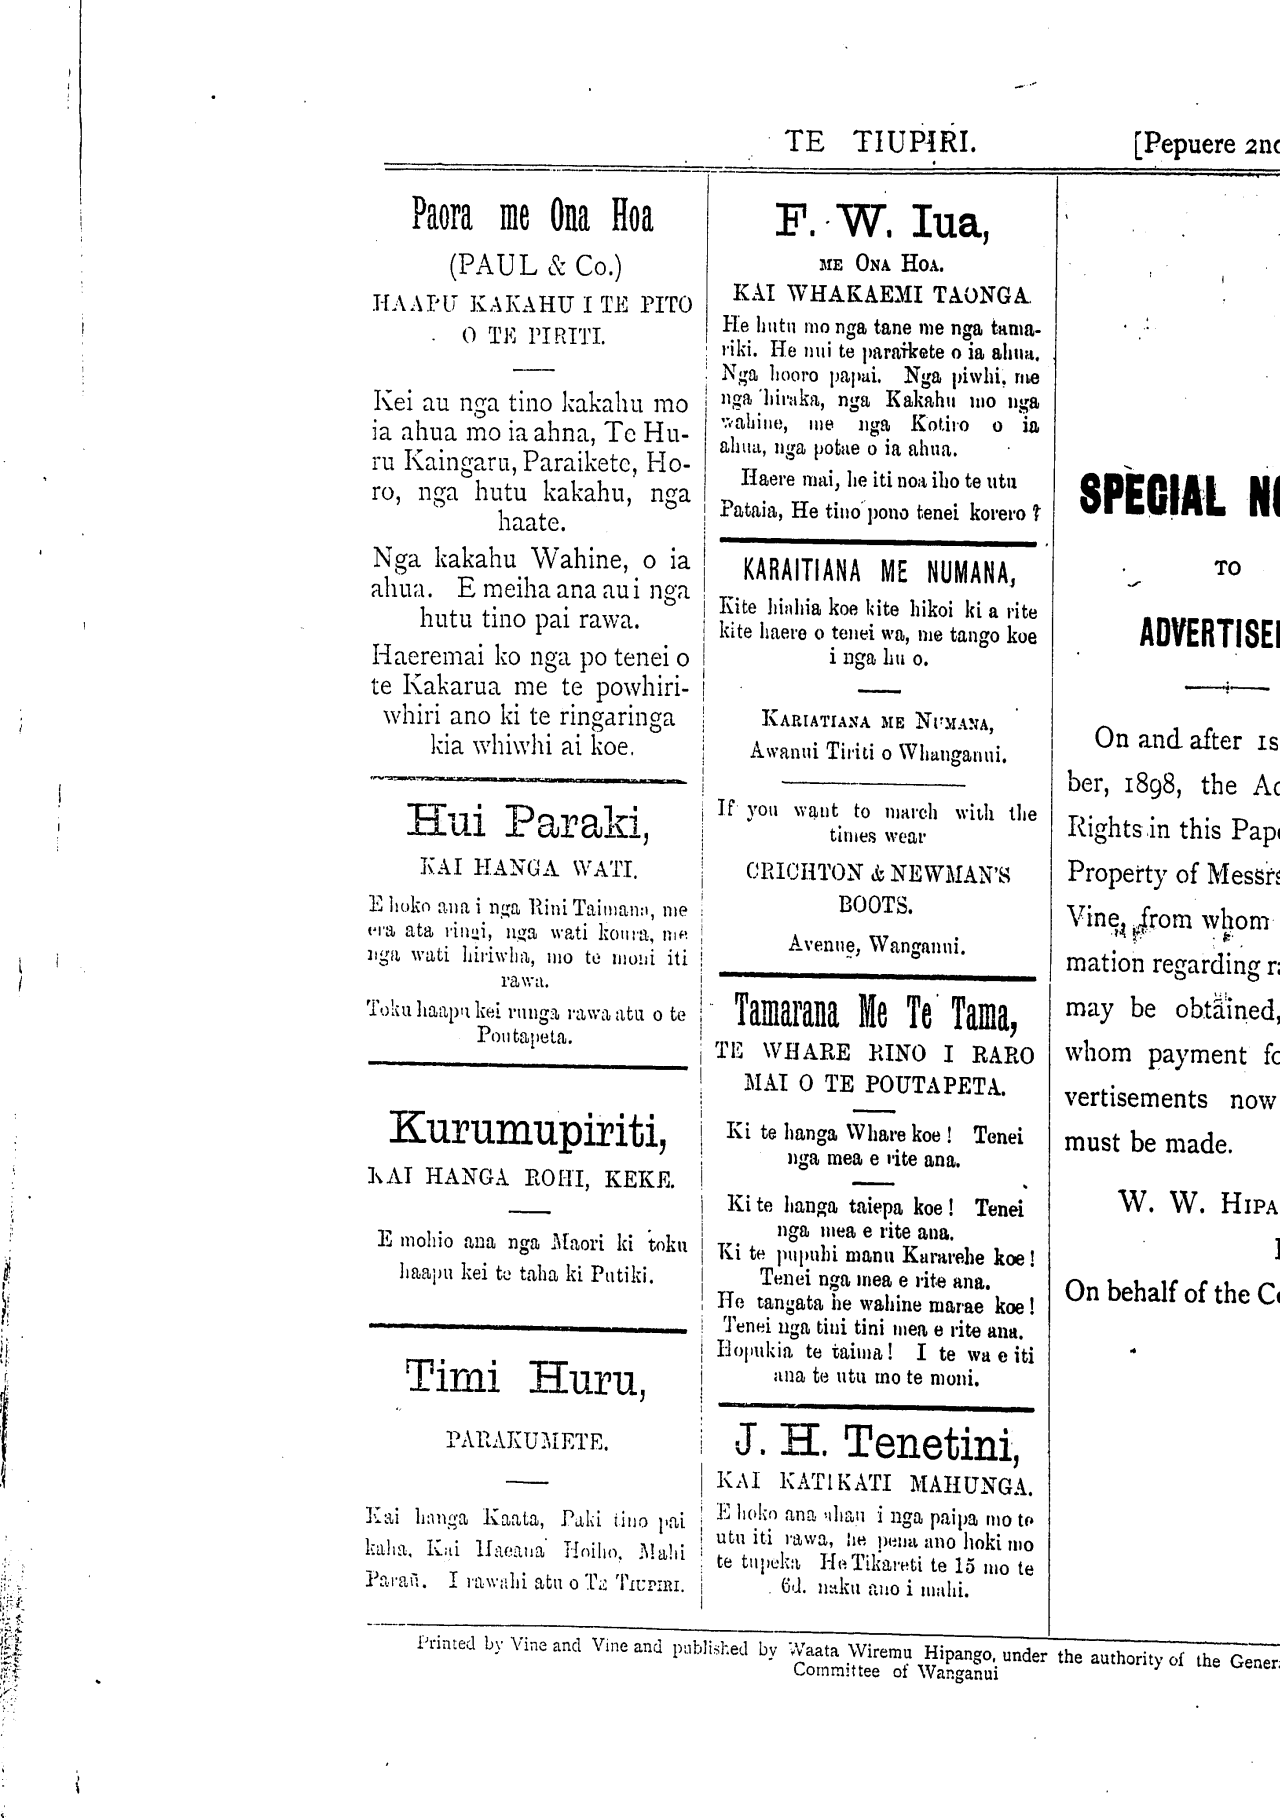 TE TIUPIRI.
[Pepuere 2nd
Paora me Ona Hoa
(PAUL & Co.)
HAAPU KAKAHU I TE PITO
O TE PIRITI.
Kei au nga tino kakahu mo
ia ahua mo ia ahna, Te Hu-
ru Kaingaru, Paraikete, Ho-
ro, nga hutu kakahu, nga
haate.
Nga kakahu Wahine, o ia
ahua. E meiha ana au i nga
hutu tino pai rawa.
Haeremai ko nga po tenei o
te Kakarua me te powhiri-
whiri ano ki te ringaringa
kia whiwhi ai koe.
Hui Paraki,
KAI HANGA WATI.
E hoko ana i nga Rini Taimana, me
era ata ringi, nga wati koura, me
nga wati hiriwha, mo te moni iti
rawa.
Toku haapu kei runga rawa atu o te
Poutapeta.
Kurumupiriti,
KAI HANGA ROHI, KEKE.
E mohio ana nga Maori ki toku
haapu kei te taha ki Putiki.
Timi Huru,
PARAKUMETE.
Kai hanga Kaata, Paki tino pai
kaha, Kai Haeana Hoiho, Mahi
Parau. I rawahi atu o TE TIUPIRI.
F. W. Iua,
ME ONA HOA.
KAI WHAKAEMI TAONGA
He hutu mo nga tane me nga tama-
riki. He nui te paraikete o ia ahua.
Nga hooro papai. Nga piwhi, me
nga hiraka, nga Kakahu mo nga
wahine, me nga Kotiro o ia
ahua, nga potae o ia ahua.
Haere mai, he iti noa iho te utu
Pataia, He tino pono tenei korero ?
KARAITIANA ME NUMANA,
Kite hiahia koe kite hikoi ki a rite
kite haere o tenei wa, me tango koe
i nga hu o.
KARIATIANA ME NUMANA,
Awanui Tiriti o Whanganui.
If you want to march with the
times wear
CRICHTON & NEWMAN'S
BOOTS.
Avenue, Wanganui.
Tamarana Me Te Tama,
TE WHARE RINO I RARO
MAI O TE POUTAPETA.
Ki te hanga Whare koe ! Tenei
nga mea e rite ana.
Ki te hanga taiepa koe ! Tenei
nga mea e rite ana.
Ki te pupuhi manu Kararehe koe !
Tenei nga mea e rite ana.
He tangata he wahine marae koe !
Tenei nga tini tini mea e rite ana.
Hopukia te taima ! I te wa e iti
ana te utu mo te moni.
J. H. Tenetini,
KAI KATIKATI MAHUNGA.
E hoko ana ahau i nga paipa mo te
utu iti rawa, he pena ano hoki mo
te tupeka He Tikareti te 15 mo te
6d. naku ano i mahi.
SPECIAL NO
TO
ADVERTISE
On and after 1s
ber, 1898, the Ad
Rights in this Pape
Property of Messrs
Vine, from whom
mation regarding ra
may be obtained,
whom payment fo
vertisements now
must be made.
W. W. HIPA
On behalf of the Co
Printed by Vine and Vine and published by Waata Wiremu Hipango, under the authority of the Genera
Committee of Wanganui